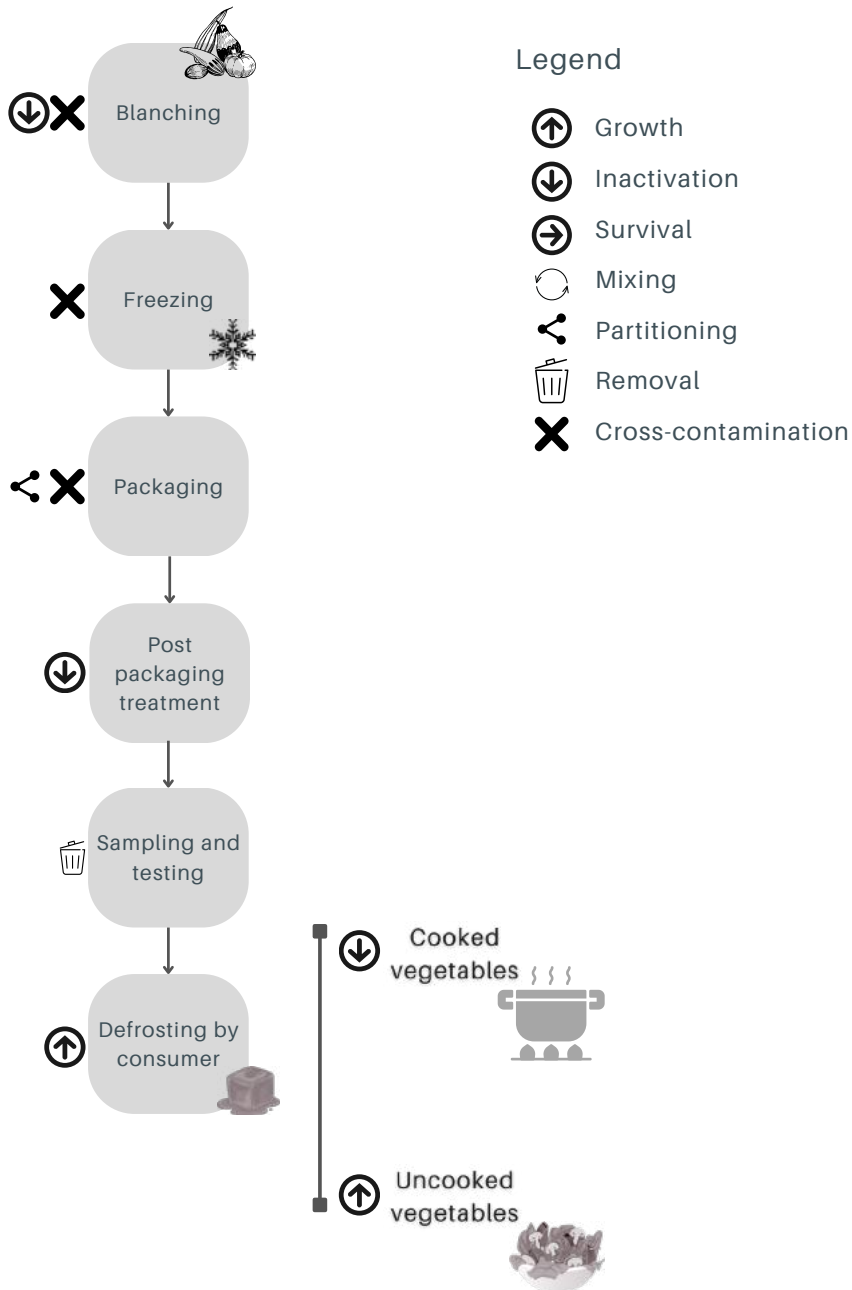 Blanching
Freezing
Packaging
Post
packaging
treatment
Sampling and
testing
Defrosting by
consumer
Cooked
vegetables
Uncooked
vegetables
Legend
Growth
Inactivation
Survival
Mixing
Partitioning
Removal
Cross-contamination